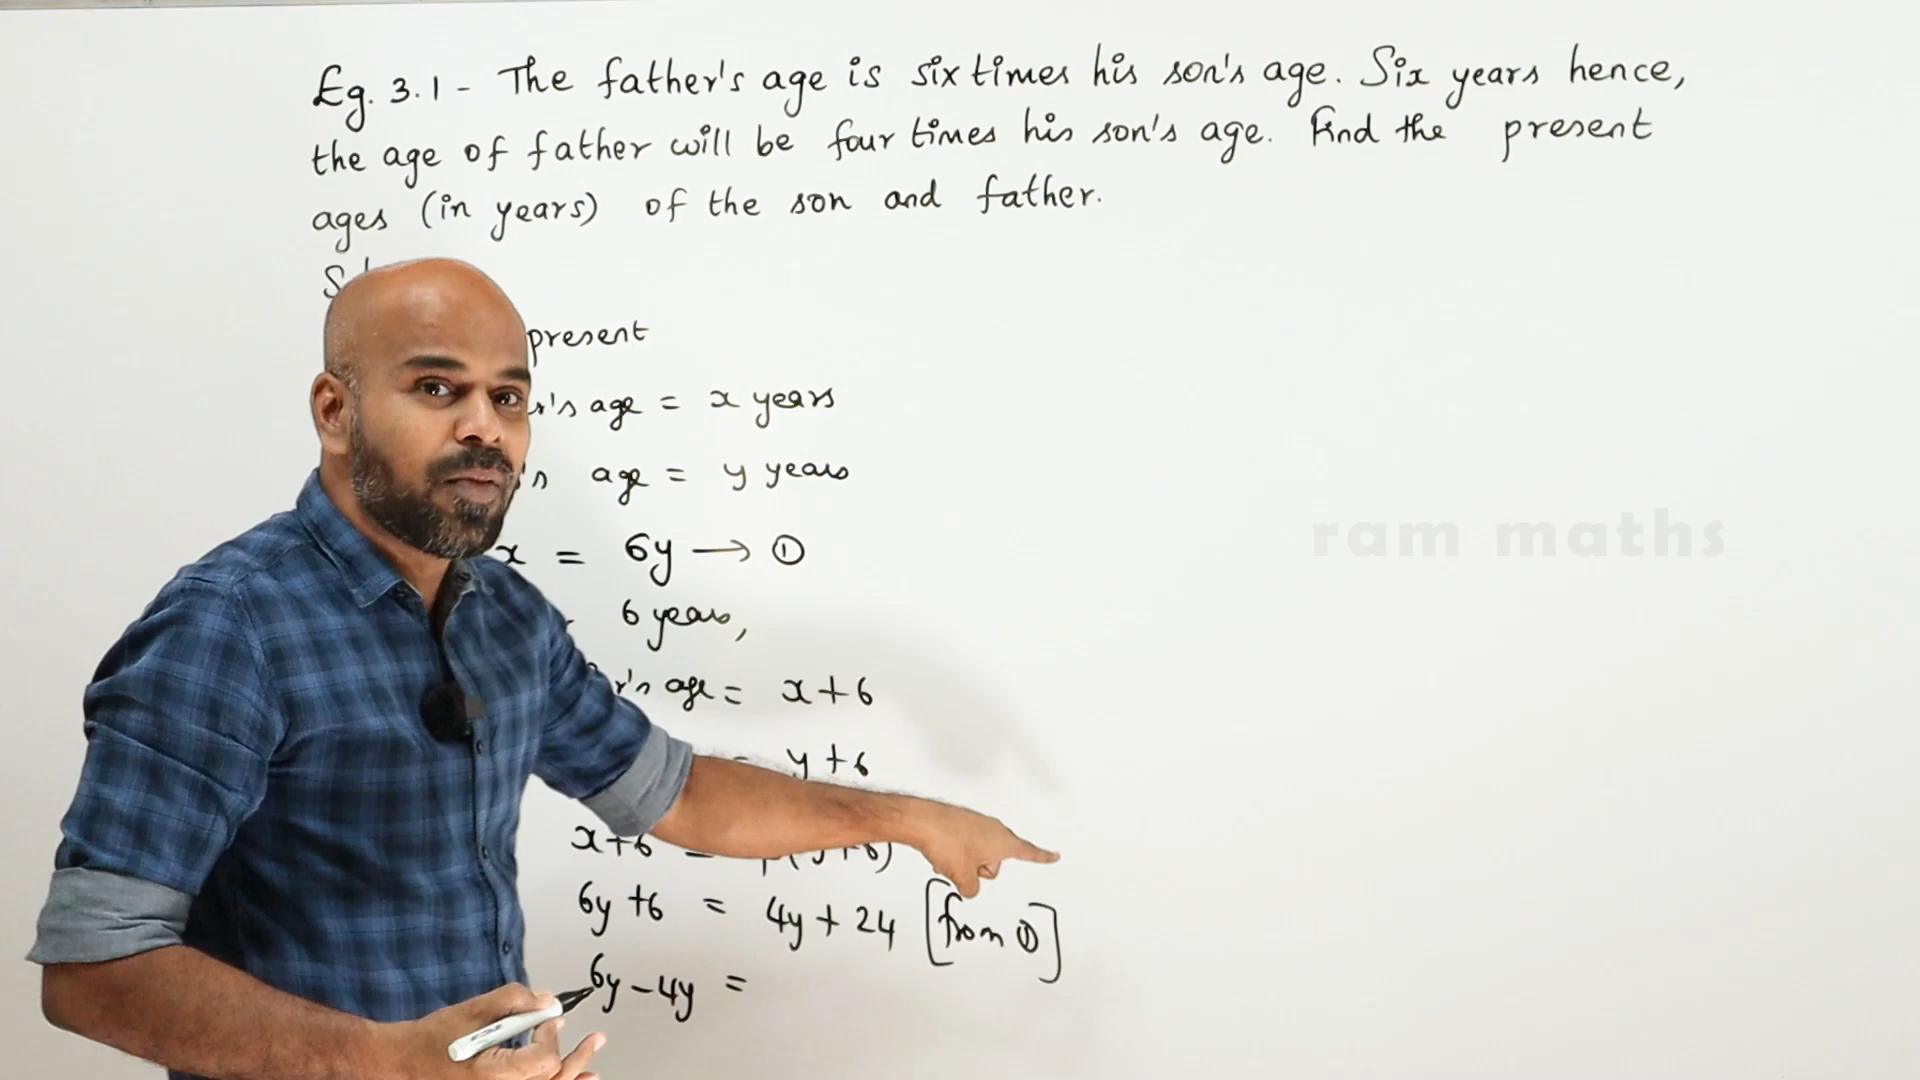 Eg. 3.1 - The father's age is six times his son's age. Six years hence,
the age of father will be four times his son's age. Find the present
ages (in years) of the son and father.
present
age = x years
age = y years
x = 6y → ①
6 years,
age = x+6
= y+6
x+6 = (y+6)
6y +6 = 4y + 24 [from ①]
6y - 4y =
ram maths